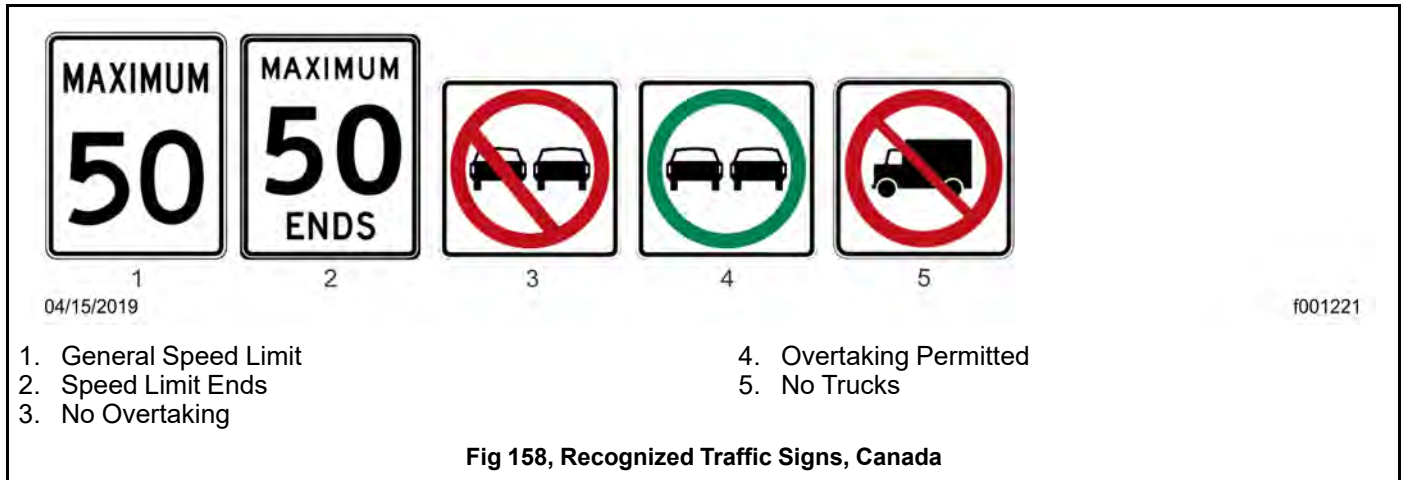 MAXIMUM
50
MAXIMUM
50
ENDS
1
2
3
4
5
04/15/2019
f001221
1. General Speed Limit
2. Speed Limit Ends
3. No Overtaking
4. Overtaking Permitted
5. No Trucks
Fig 158, Recognized Traffic Signs, Canada